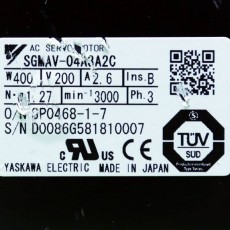 AC SERVO MOTOR
SGMAV-04A3A2C
W 400 V 200 A 2.6 Ins. B
N·m 1.27 min⁻¹ 3000 Ph. 3
O/N SP0468-1-7
S/N D0086G581810007
TÜV
SÜD
YASKAWA ELECTRIC MADE IN JAPAN